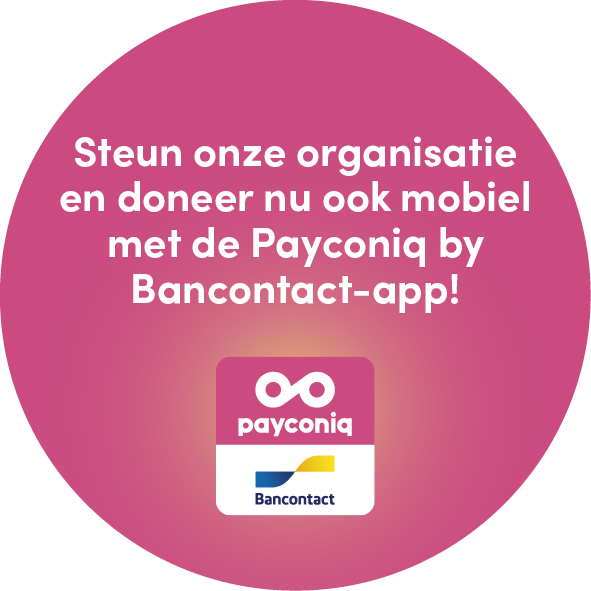 Steun onze organisatie
en doneer nu ook mobiel
met de Payconiq by
Bancontact-app!
payconiq
Bancontact